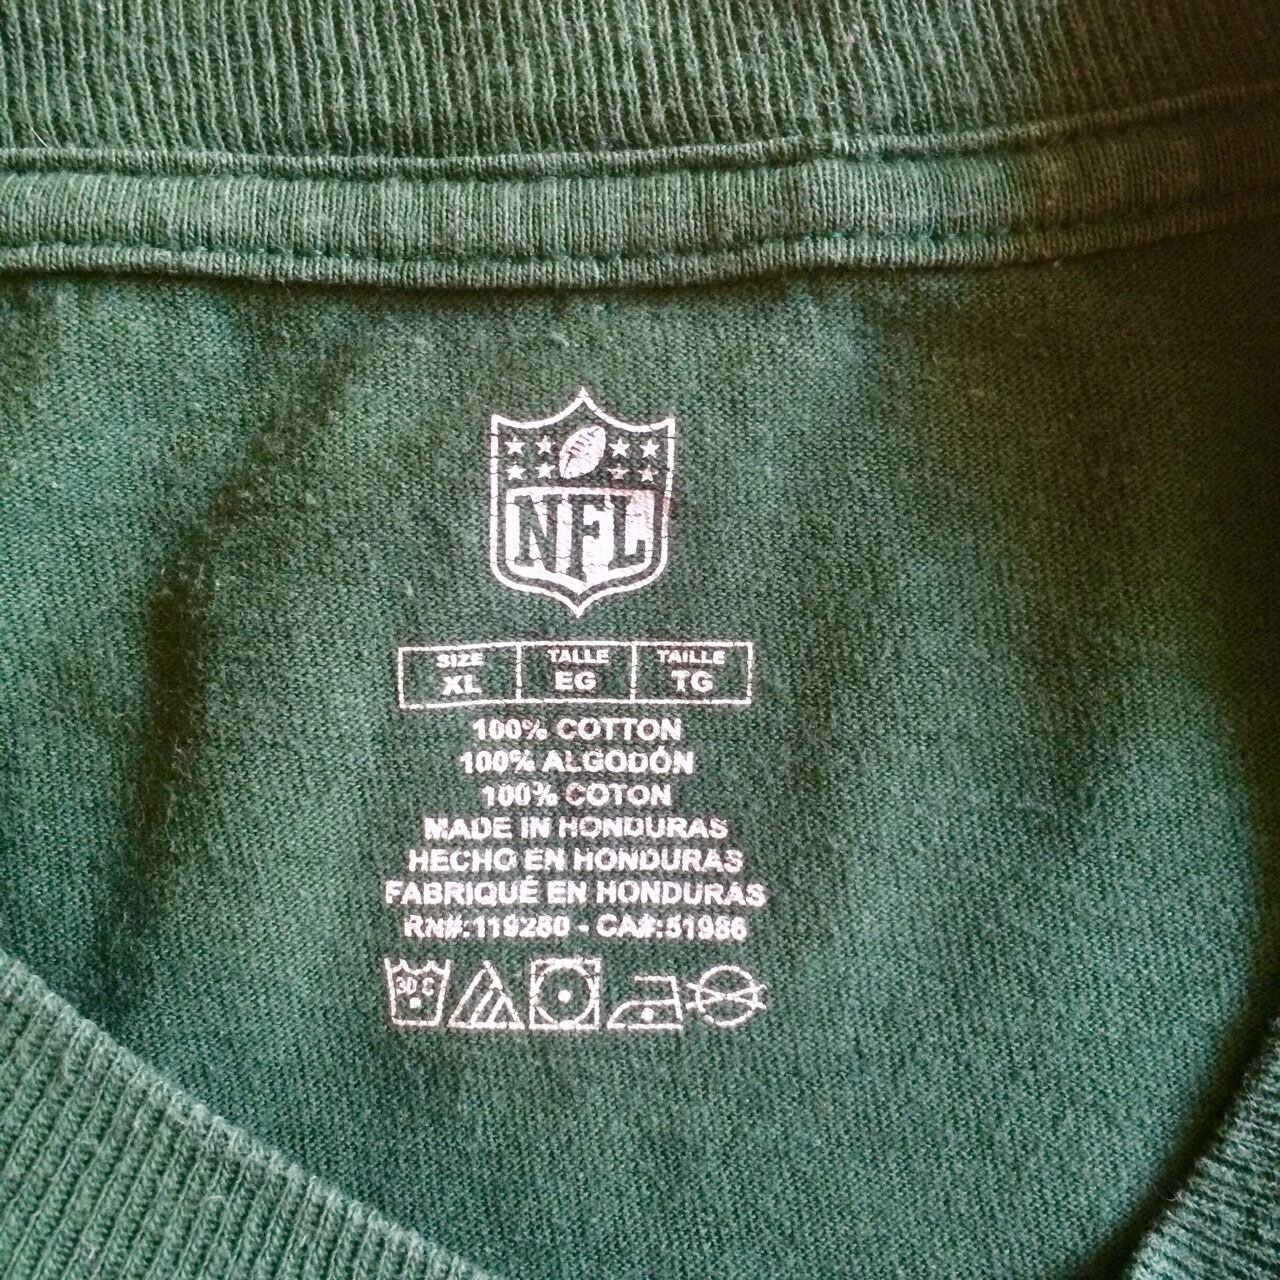 NFL
SIZE TALLE TAILLE
XL EG TG
100% COTTON
100% ALGODÓN
100% COTON
MADE IN HONDURAS
HECHO EN HONDURAS
FABRIQUÉ EN HONDURAS
RN#:119280 - CA#:51986
30°C